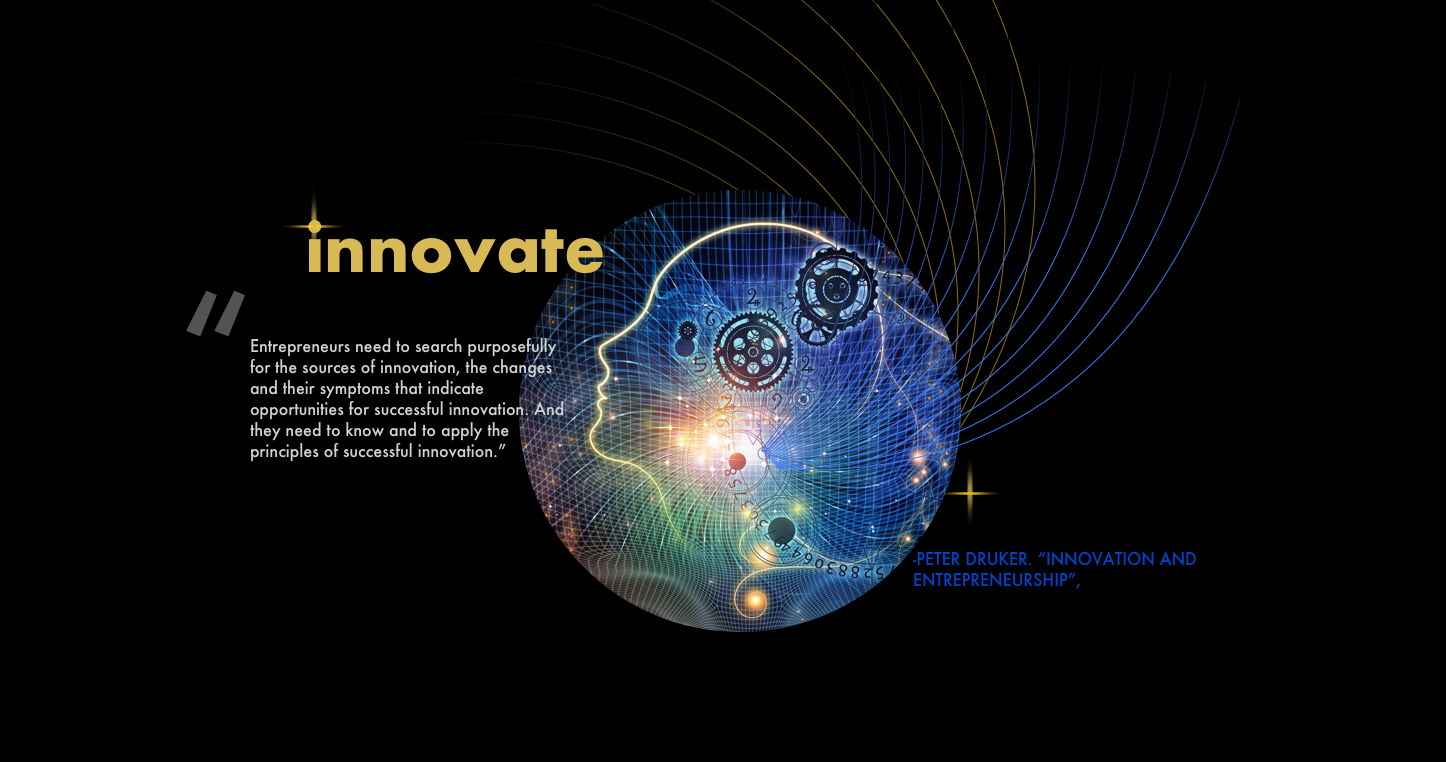 innovate
“
Entrepreneurs need to search purposefully
for the sources of innovation, the changes
and their symptoms that indicate
opportunities for successful innovation. And
they need to know and to apply the
principles of successful innovation.”
-PETER DRUKER. “INNOVATION AND
ENTREPRENEURSHIP”,